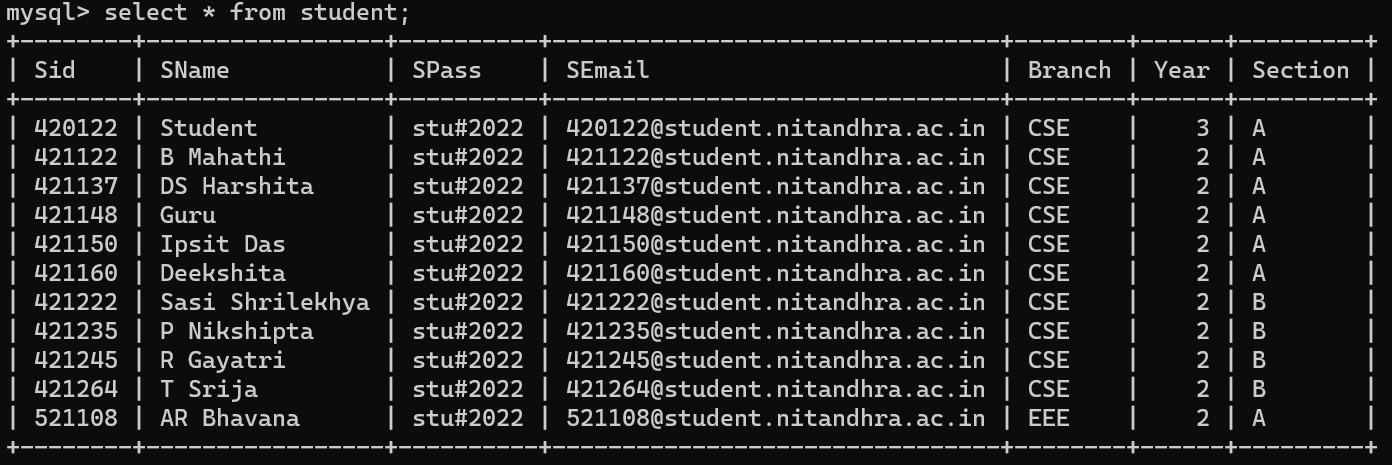 mysql> select * from student;
+--------+-----------------+----------+--------------------------------+--------+------+---------+
| Sid    | SName           | SPass    | SEmail                         | Branch | Year | Section |
+--------+-----------------+----------+--------------------------------+--------+------+---------+
| 420122 | Student         | stu#2022 | 420122@student.nitandhra.ac.in | CSE    |    3 | A       |
| 421122 | B Mahathi       | stu#2022 | 421122@student.nitandhra.ac.in | CSE    |    2 | A       |
| 421137 | DS Harshita     | stu#2022 | 421137@student.nitandhra.ac.in | CSE    |    2 | A       |
| 421148 | Guru            | stu#2022 | 421148@student.nitandhra.ac.in | CSE    |    2 | A       |
| 421150 | Ipsit Das       | stu#2022 | 421150@student.nitandhra.ac.in | CSE    |    2 | A       |
| 421160 | Deekshita       | stu#2022 | 421160@student.nitandhra.ac.in | CSE    |    2 | A       |
| 421222 | Sasi Shrilekhya | stu#2022 | 421222@student.nitandhra.ac.in | CSE    |    2 | B       |
| 421235 | P Nikshipta     | stu#2022 | 421235@student.nitandhra.ac.in | CSE    |    2 | B       |
| 421245 | R Gayatri       | stu#2022 | 421245@student.nitandhra.ac.in | CSE    |    2 | B       |
| 421264 | T Srija         | stu#2022 | 421264@student.nitandhra.ac.in | CSE    |    2 | B       |
| 521108 | AR Bhavana      | stu#2022 | 521108@student.nitandhra.ac.in | EEE    |    2 | A       |
+--------+-----------------+----------+--------------------------------+--------+------+---------+